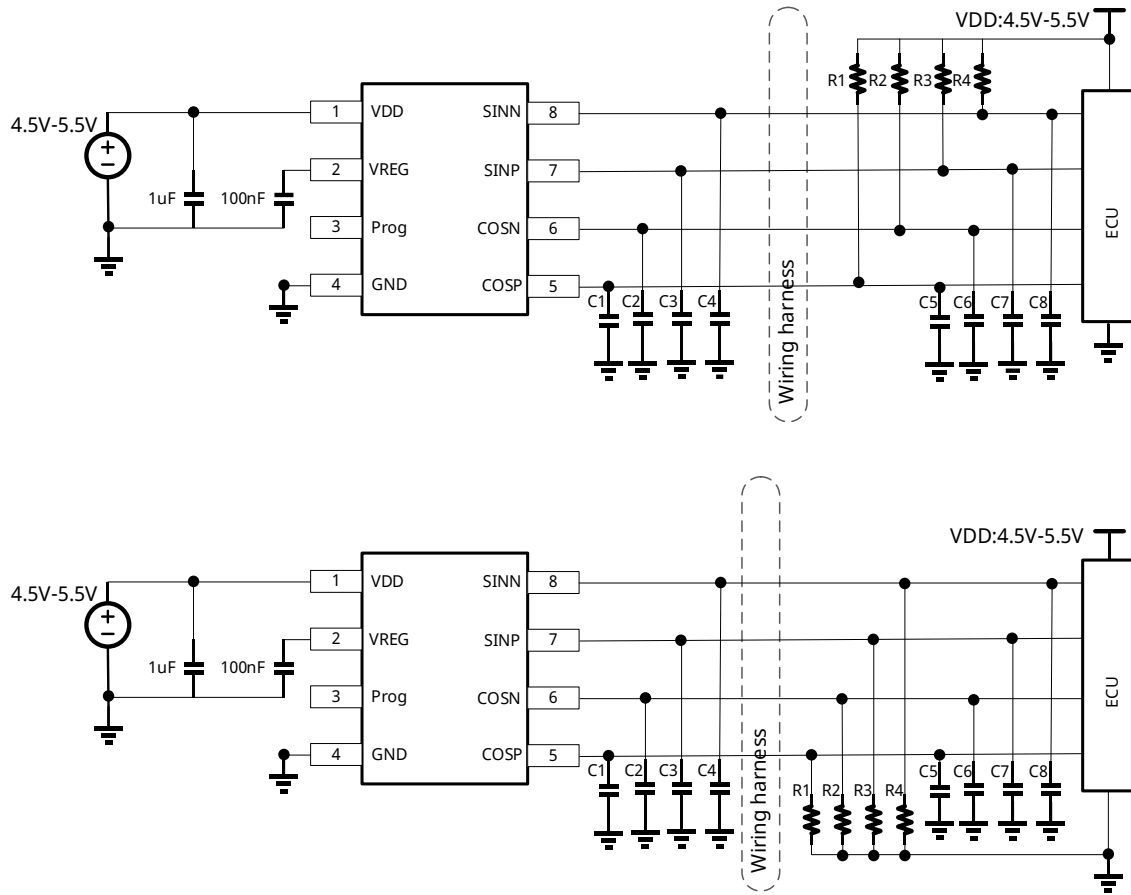 VDD:4.5V-5.5V
R1 R2 R3 R4
4.5V-5.5V
1 VDD SINN 8
2 VREG SINP 7
1uF 100nF
3 Prog COSN 6
ECU
4 GND COSP 5
C1 C2 C3 C4
C5 C6 C7 C8
Wiring harness
VDD:4.5V-5.5V
4.5V-5.5V
1 VDD SINN 8
2 VREG SINP 7
1uF 100nF
3 Prog COSN 6
ECU
4 GND COSP 5
C1 C2 C3 C4
C5 C6 C7 C8
R1 R2 R3 R4
Wiring harness